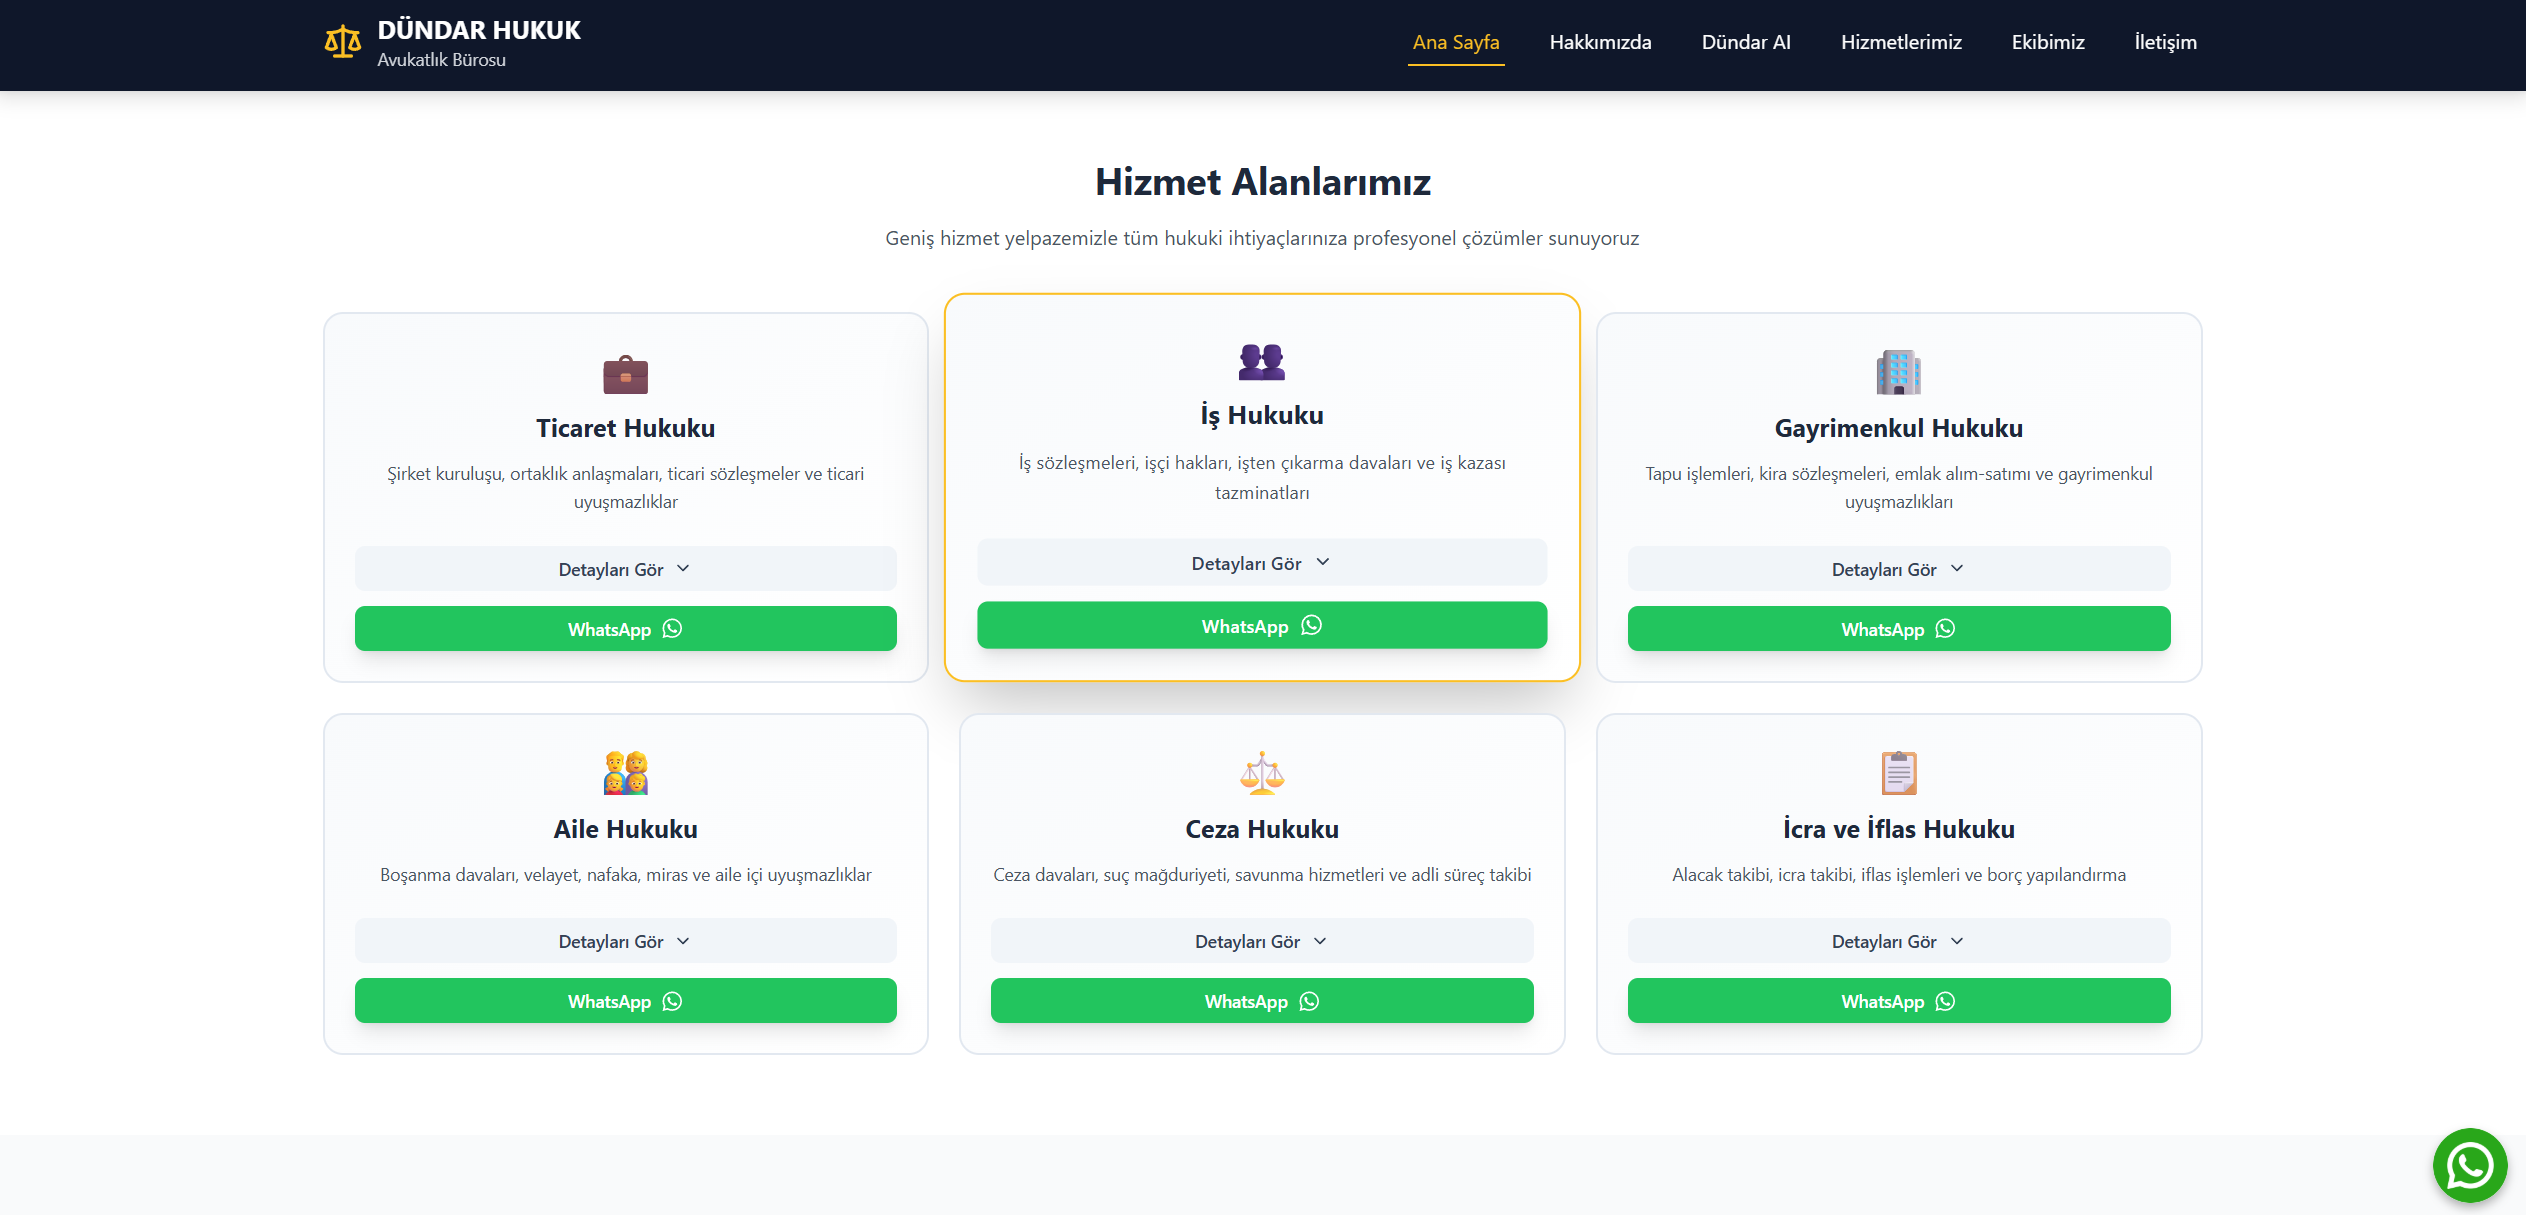 DÜNDAR HUKUK
Avukatlık Bürosu
Ana Sayfa
Hakkımızda
Dündar AI
Hizmetlerimiz
Ekibimiz
İletişim
Hizmet Alanlarımız
Geniş hizmet yelpazemizle tüm hukuki ihtiyaçlarınıza profesyonel çözümler sunuyoruz
Ticaret Hukuku
Şirket kuruluşu, ortaklık anlaşmaları, ticari sözleşmeler ve ticari
uyuşmazlıklar
Detayları Gör
WhatsApp
İş Hukuku
İş sözleşmeleri, işçi hakları, işten çıkarma davaları ve iş kazası
tazminatları
Detayları Gör
WhatsApp
Gayrimenkul Hukuku
Tapu işlemleri, kira sözleşmeleri, emlak alım-satımı ve gayrimenkul
uyuşmazlıkları
Detayları Gör
WhatsApp
Aile Hukuku
Boşanma davaları, velayet, nafaka, miras ve aile içi uyuşmazlıklar
Detayları Gör
WhatsApp
Ceza Hukuku
Ceza davaları, suç mağduriyeti, savunma hizmetleri ve adli süreç takibi
Detayları Gör
WhatsApp
İcra ve İflas Hukuku
Alacak takibi, icra takibi, iflas işlemleri ve borç yapılandırma
Detayları Gör
WhatsApp